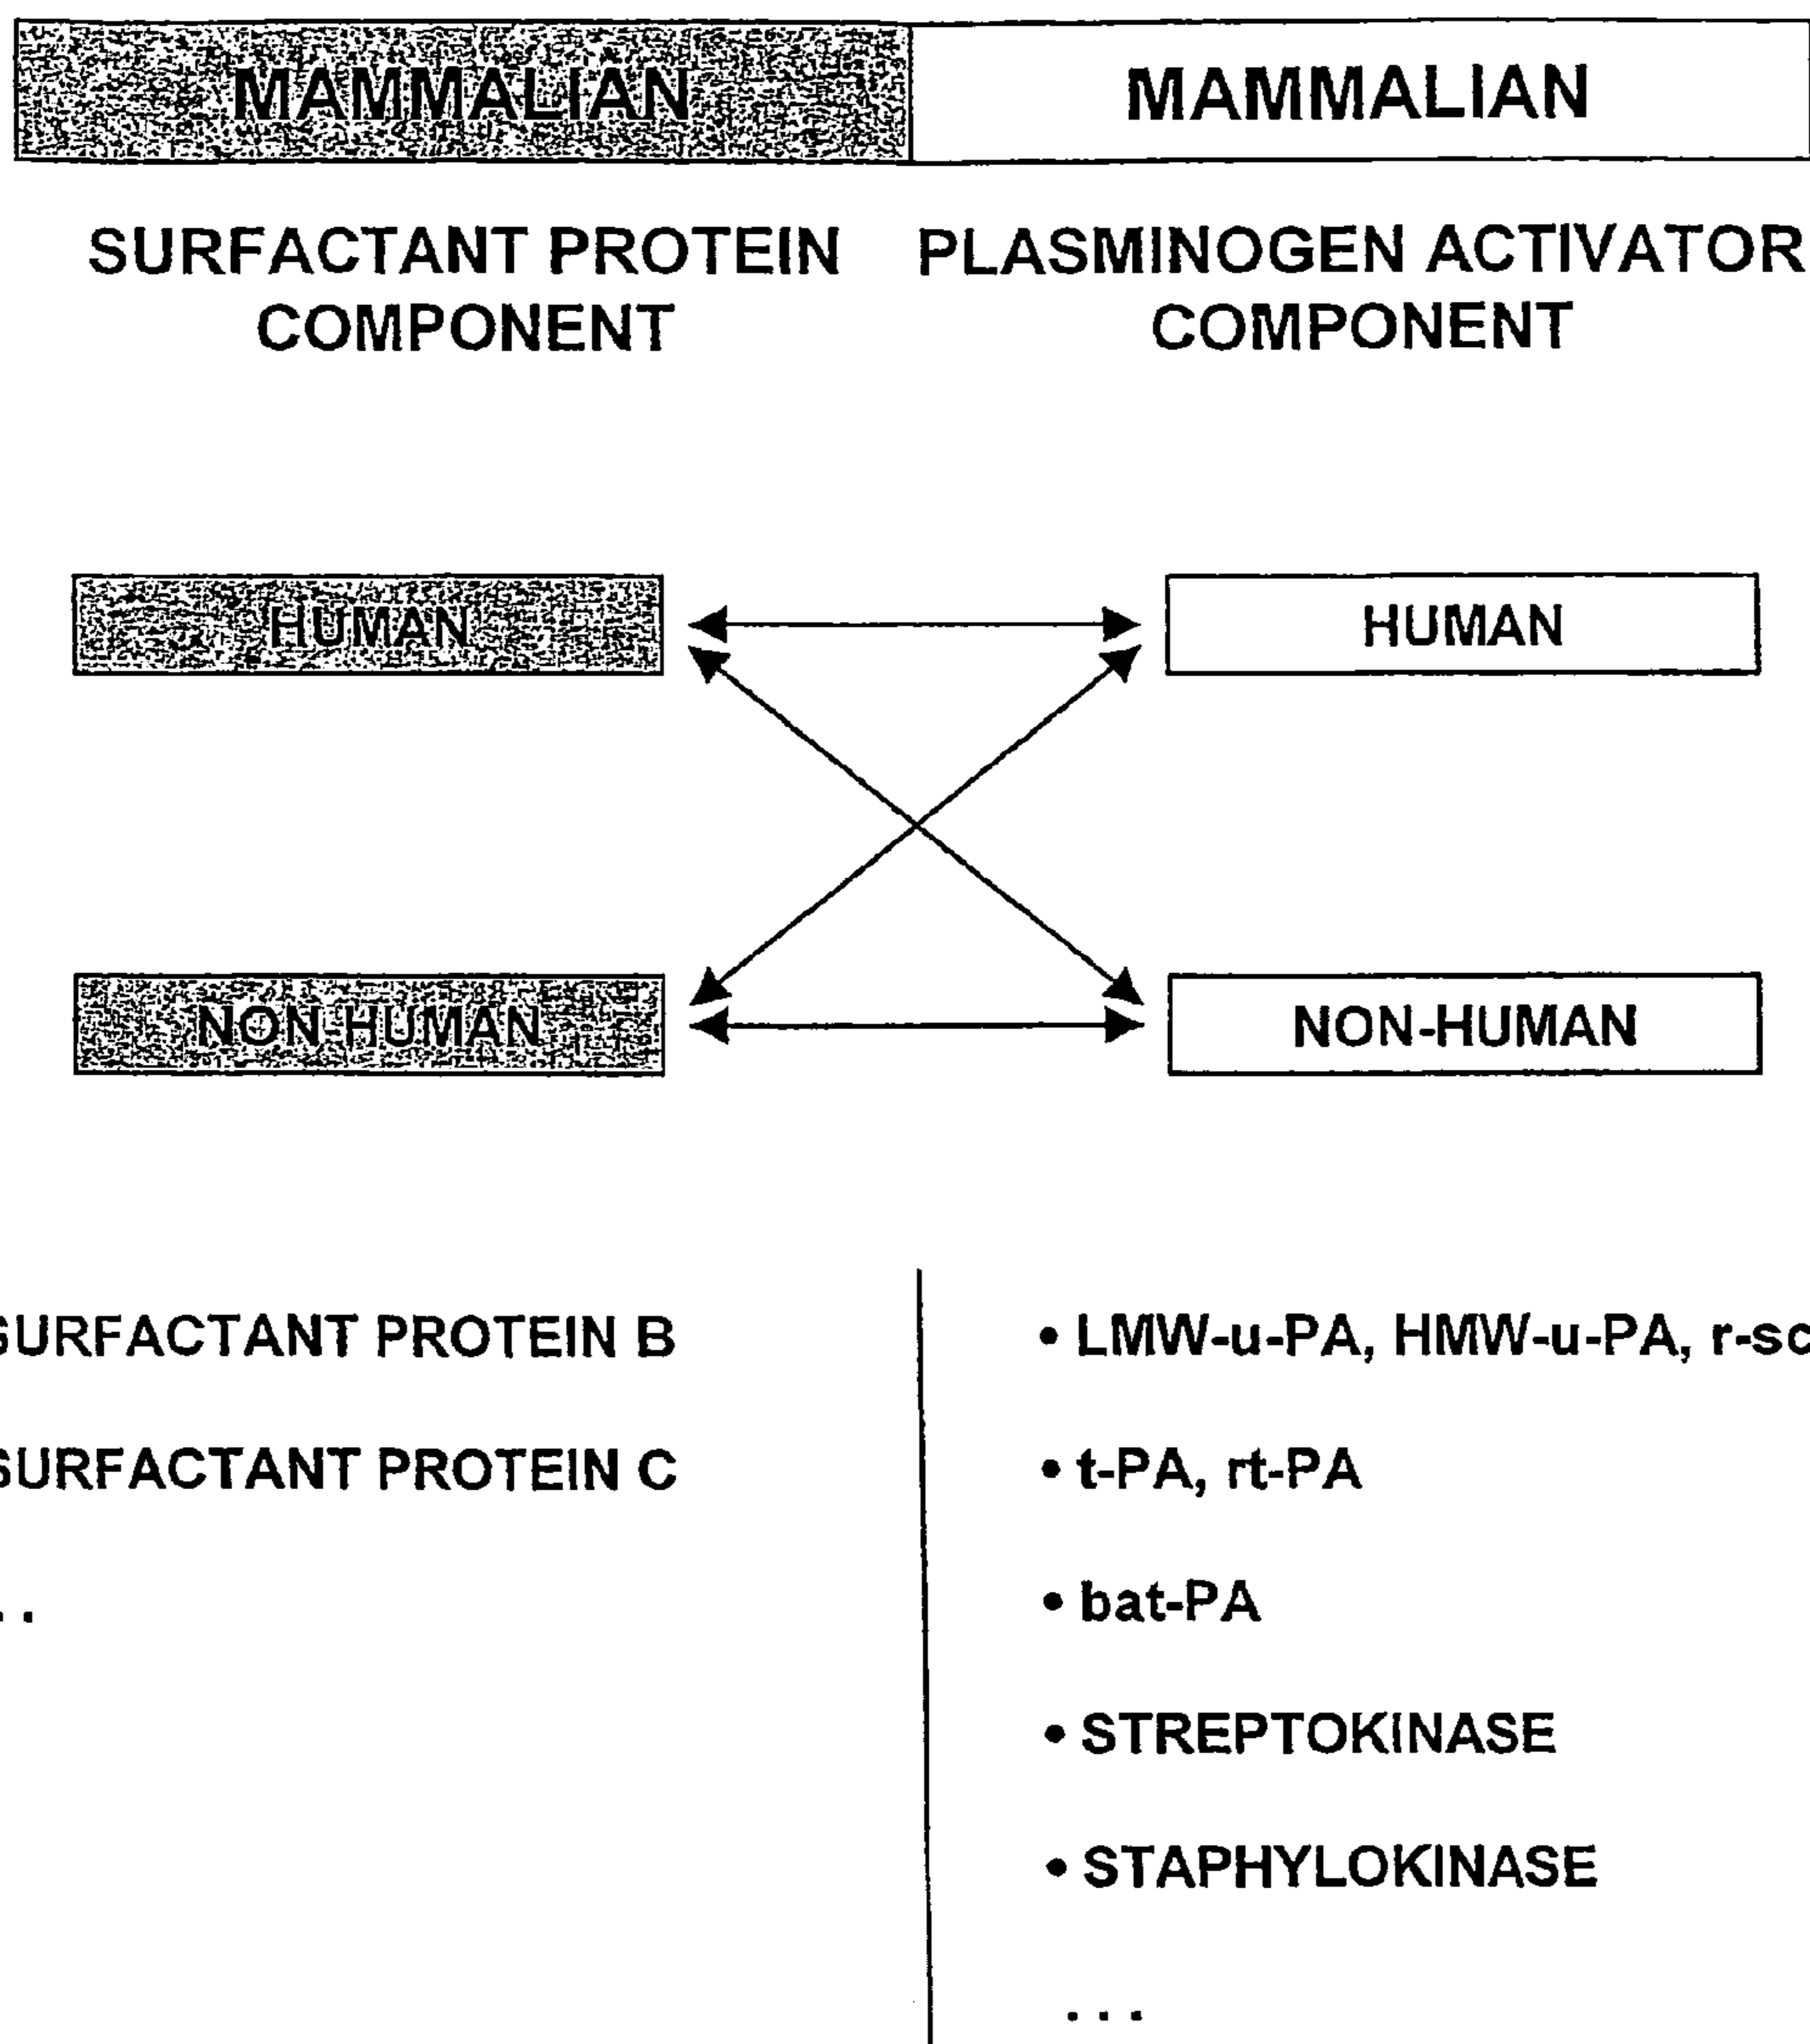 MAMMALIAN MAMMALIAN
SURFACTANT PROTEIN COMPONENT
PLASMINOGEN ACTIVATOR COMPONENT
HUMAN HUMAN
NON-HUMAN NON-HUMAN
SURFACTANT PROTEIN B
SURFACTANT PROTEIN C
..
• LMW-u-PA, HMW-u-PA,
• t-PA, rt-PA
• bat-PA
• STREPTOKINASE
• STAPHYLOKINASE
...